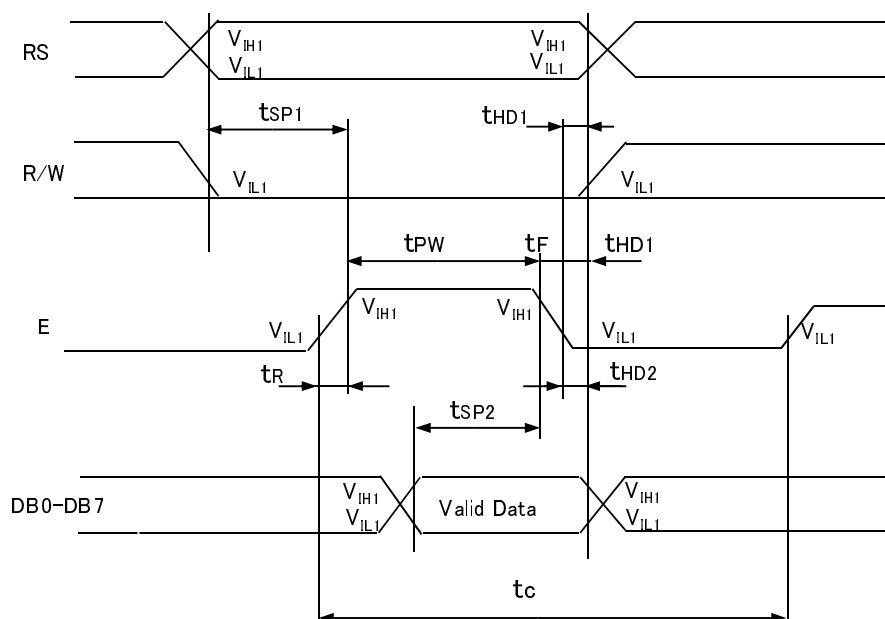 RS
VIH1
VIL1
VIH1
VIL1
tSP1
tHD1
R/W
VIL1
VIL1
tPW
tF
tHD1
E
VIL1
VIH1
VIH1
VIL1
VIL1
tR
tHD2
tSP2
DB0-DB7
VIH1
VIL1
Valid Data
VIH1
VIL1
tC